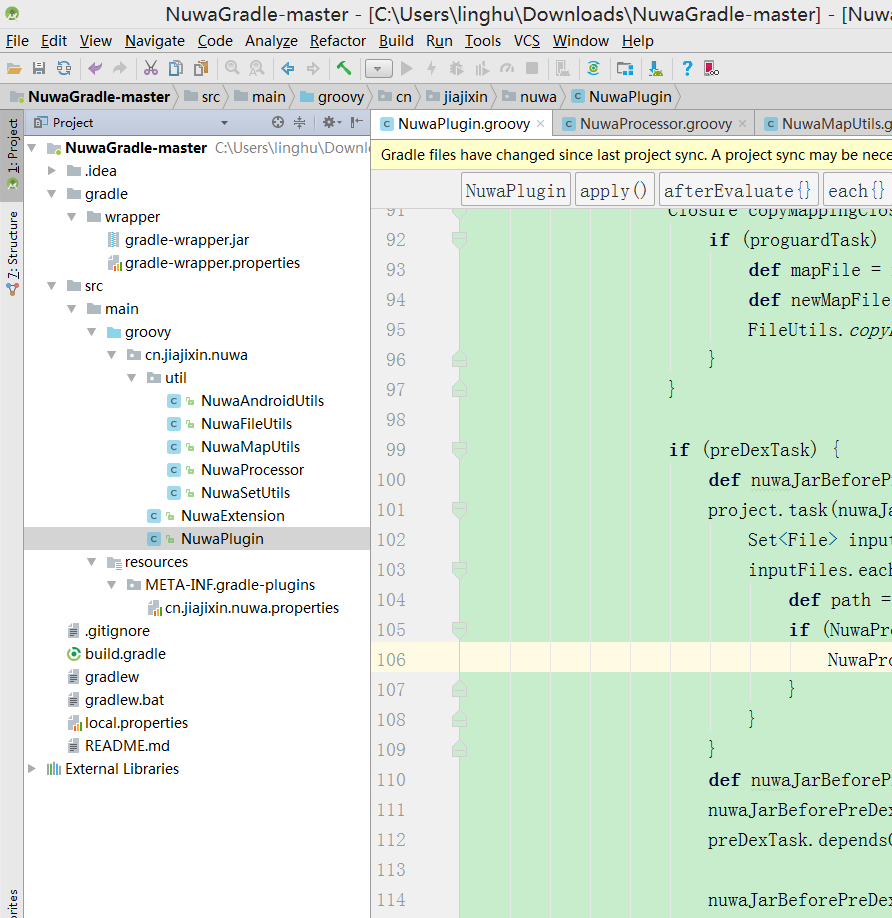 NuwaGradle-master - [C:\Users\linghu\Downloads\NuwaGradle-master] - [Nuwa
File Edit View Navigate Code Analyze Refactor Build Run Tools VCS Window Help
NuwaGradle-master src main groovy cn jiajixin nuwa NuwaPlugin
1: Project
7: Structure
rites
Project
NuwaGradle-master C:\Users\linghu\Downl
.idea
gradle
wrapper
gradle-wrapper.jar
gradle-wrapper.properties
src
main
groovy
cn.jiajixin.nuwa
util
NuwaAndroidUtils
NuwaFileUtils
NuwaMapUtils
NuwaProcessor
NuwaSetUtils
NuwaExtension
NuwaPlugin
resources
META-INF.gradle-plugins
cn.jiajixin.nuwa.properties
.gitignore
build.gradle
gradlew
gradlew.bat
local.properties
README.md
External Libraries
NuwaPlugin.groovy NuwaProcessor.groovy NuwaMapUtils.g
Gradle files have changed since last project sync. A project sync may be nece
NuwaPlugin apply() afterEvaluate{} each{}
91 Closure copyMappingClos
92 if (proguardTask)
93 def mapFile =
94 def newMapFile
95 FileUtils.copy
96 }
97 }
98
99 if (preDexTask) {
100 def nuwaJarBeforeP
101 project.task(nuwaJa
102 Set<File> input
103 inputFiles.each
104 def path =
105 if (NuwaPro
106 NuwaPro
107 }
108 }
109 }
110 def nuwaJarBeforeP
111 nuwaJarBeforePreDex
112 preDexTask.depends
113
114 nuwaJarBeforePreDex